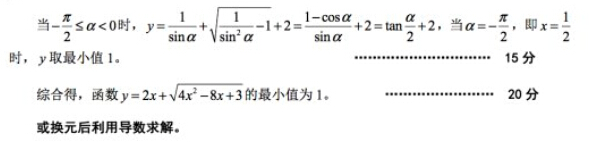 当$-\frac{\pi}{2} \leq \alpha < 0$时，$y = \frac{1}{\sin\alpha} + \sqrt{\frac{1}{\sin^2\alpha} - 1} + 2 = \frac{1-\cos\alpha}{\sin\alpha} + 2 = \tan\frac{\alpha}{2} + 2$，当$\alpha = -\frac{\pi}{2}$，即$x = \frac{1}{2}$
时，y取最小值 1。 ······························ 15 分
综合得，函数$y = 2x + \sqrt{4x^2 - 8x + 3}$的最小值为 1。 ························ 20 分
或换元后利用导数求解。